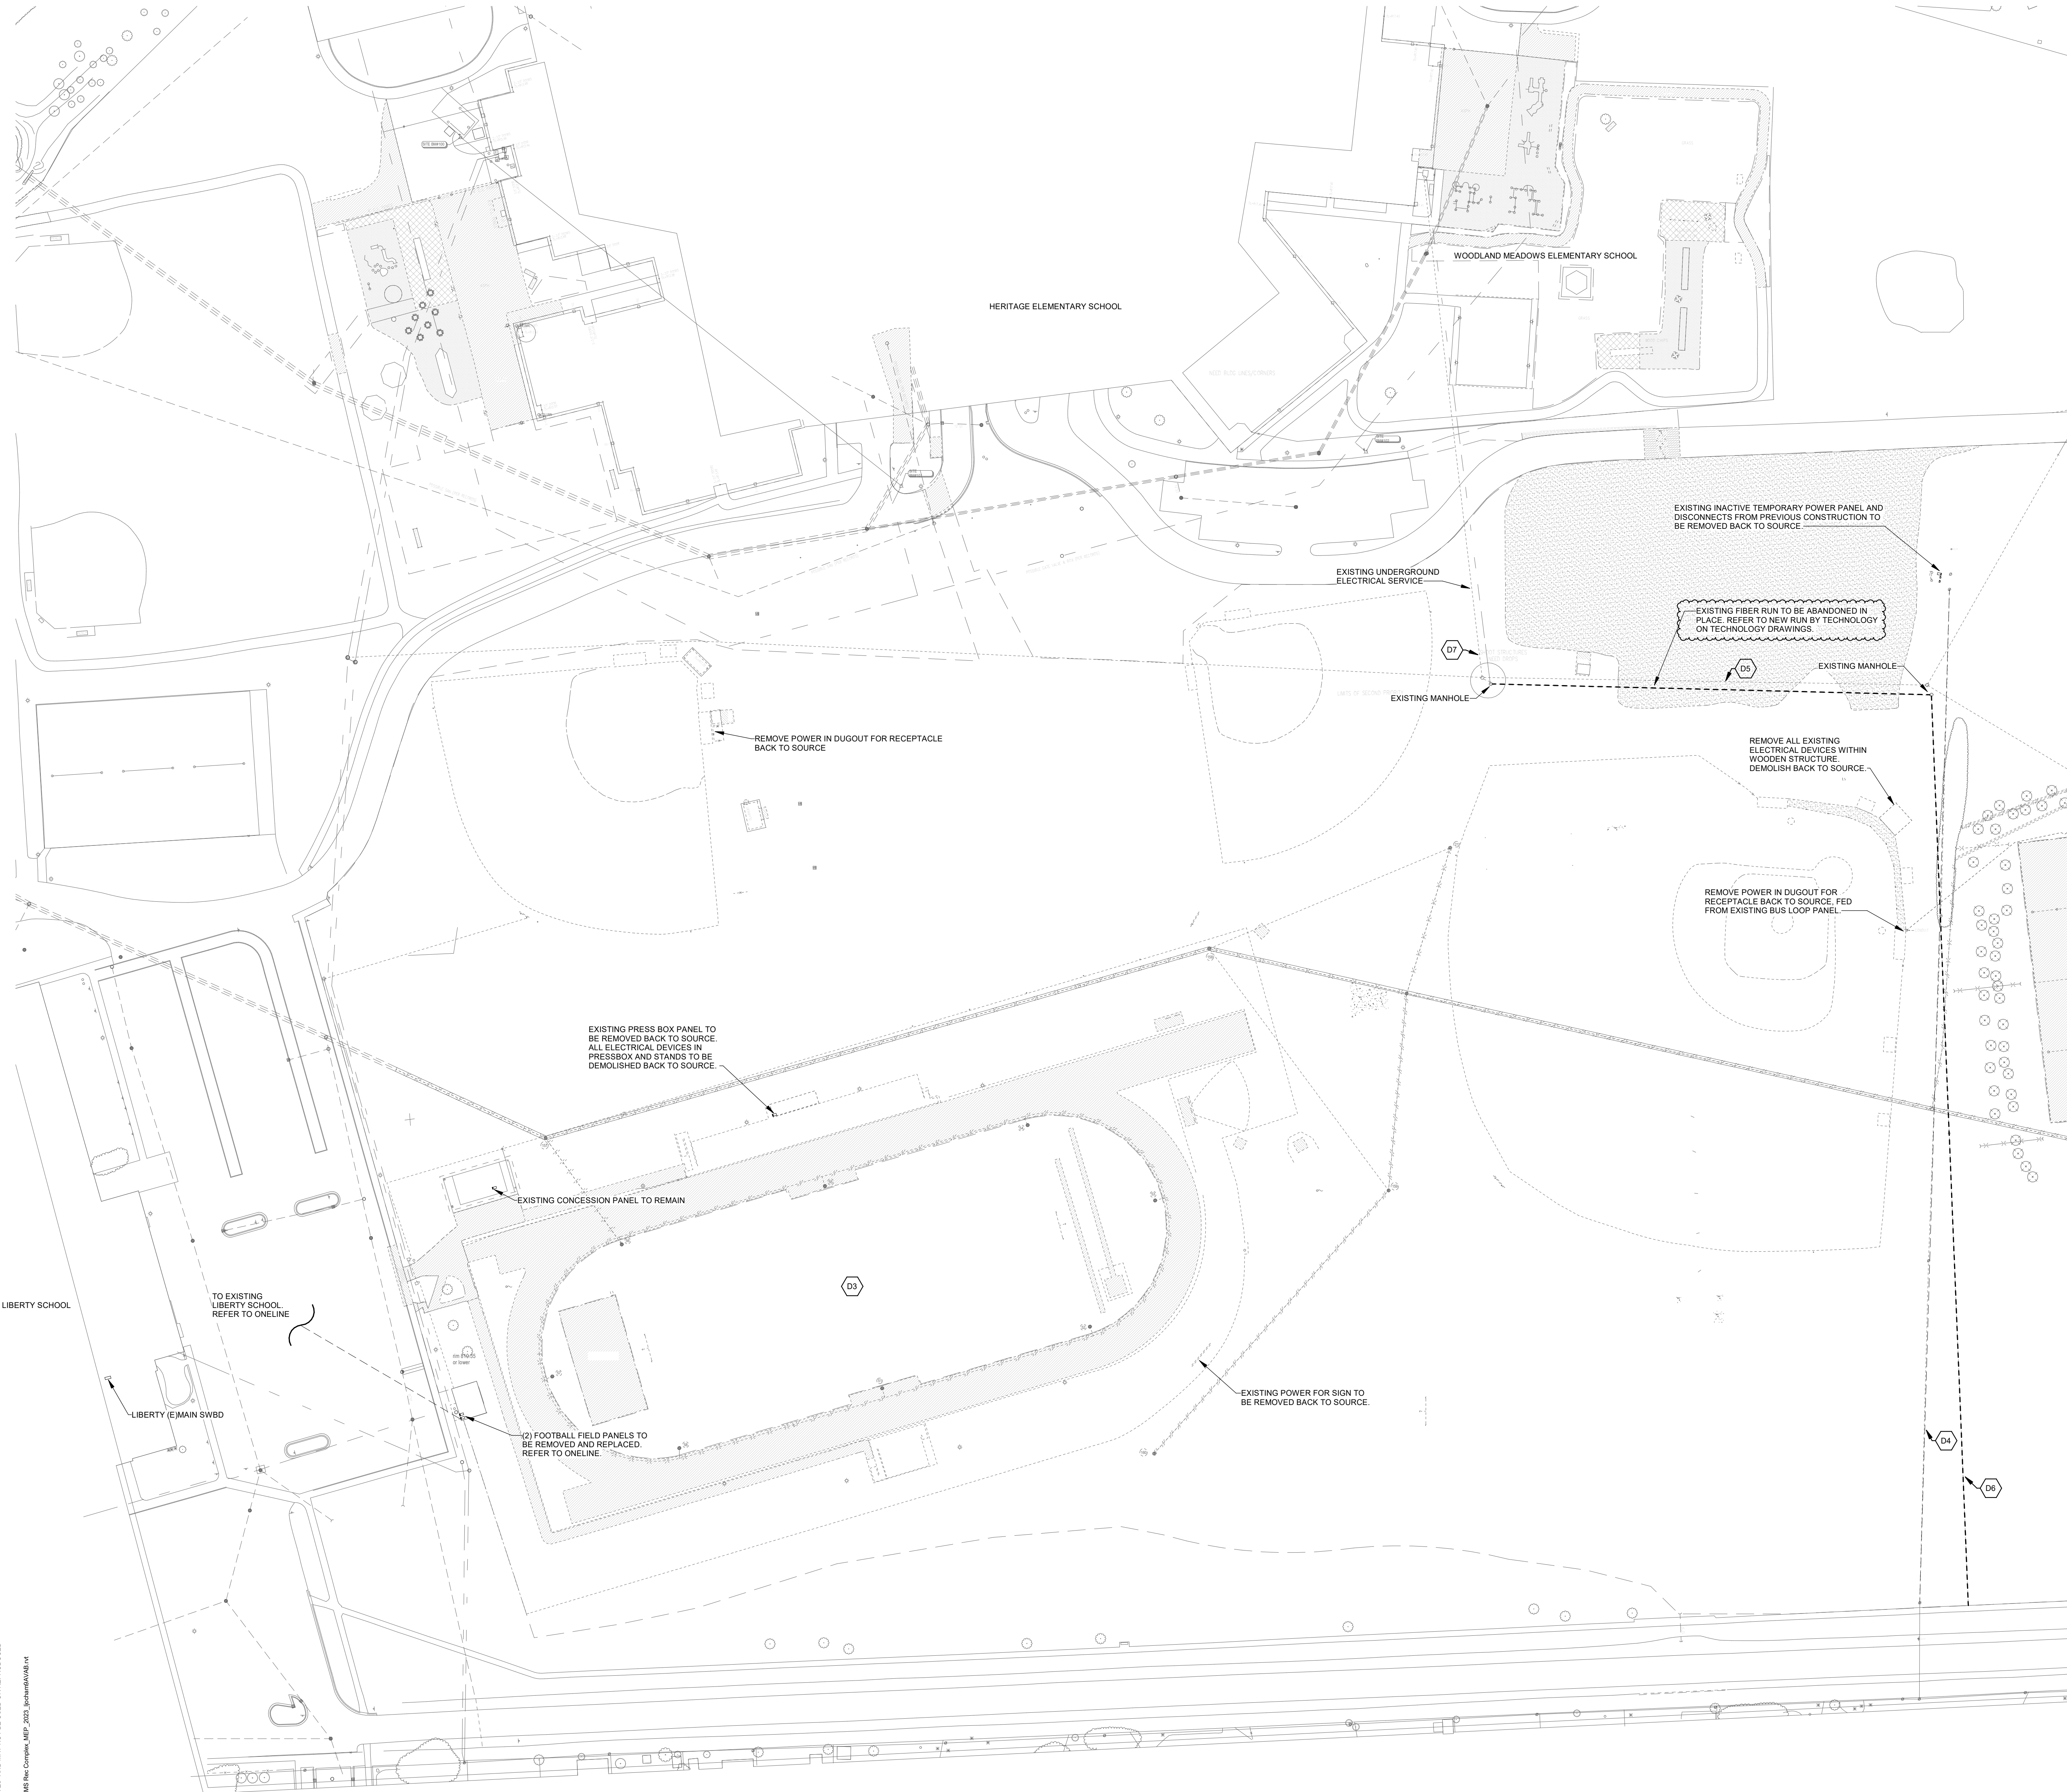 WOODLAND MEADOWS ELEMENTARY SCHOOL
HERITAGE ELEMENTARY SCHOOL
EXISTING INACTIVE TEMPORARY POWER PANEL AND
DISCONNECTS FROM PREVIOUS CONSTRUCTION TO
BE REMOVED BACK TO SOURCE.
EXISTING UNDERGROUND
ELECTRICAL SERVICE
EXISTING FIBER RUN TO BE ABANDONED IN
PLACE. REFER TO NEW RUN BY TECHNOLOGY
ON TECHNOLOGY DRAWINGS.
D7
D5
EXISTING MANHOLE
EXISTING MANHOLE
REMOVE POWER IN DUGOUT FOR RECEPTACLE
BACK TO SOURCE
REMOVE ALL EXISTING
ELECTRICAL DEVICES WITHIN
WOODEN STRUCTURE.
DEMOLISH BACK TO SOURCE.
REMOVE POWER IN DUGOUT FOR
RECEPTACLE BACK TO SOURCE, FED
FROM EXISTING BUS LOOP PANEL.
EXISTING PRESS BOX PANEL TO
BE REMOVED BACK TO SOURCE.
ALL ELECTRICAL DEVICES IN
PRESSBOX AND STANDS TO BE
DEMOLISHED BACK TO SOURCE.
EXISTING CONCESSION PANEL TO REMAIN
D3
LIBERTY SCHOOL
TO EXISTING
LIBERTY SCHOOL.
REFER TO ONELINE
or lower
LIBERTY (E)MAIN SWBD
EXISTING POWER FOR SIGN TO
BE REMOVED BACK TO SOURCE.
(2) FOOTBALL FIELD PANELS TO
BE REMOVED AND REPLACED.
REFER TO ONELINE.
D4
D6